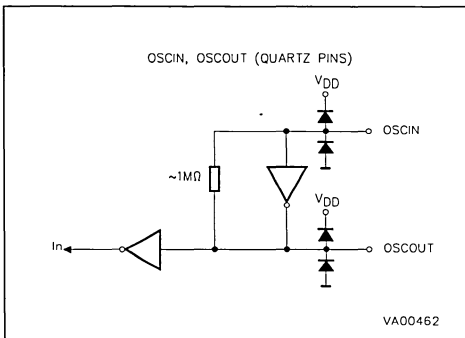 OSCIN, OSCOUT (QUARTZ PINS)
VDD
OSCIN
~1MΩ
VDD
In
OSCOUT
VA00462